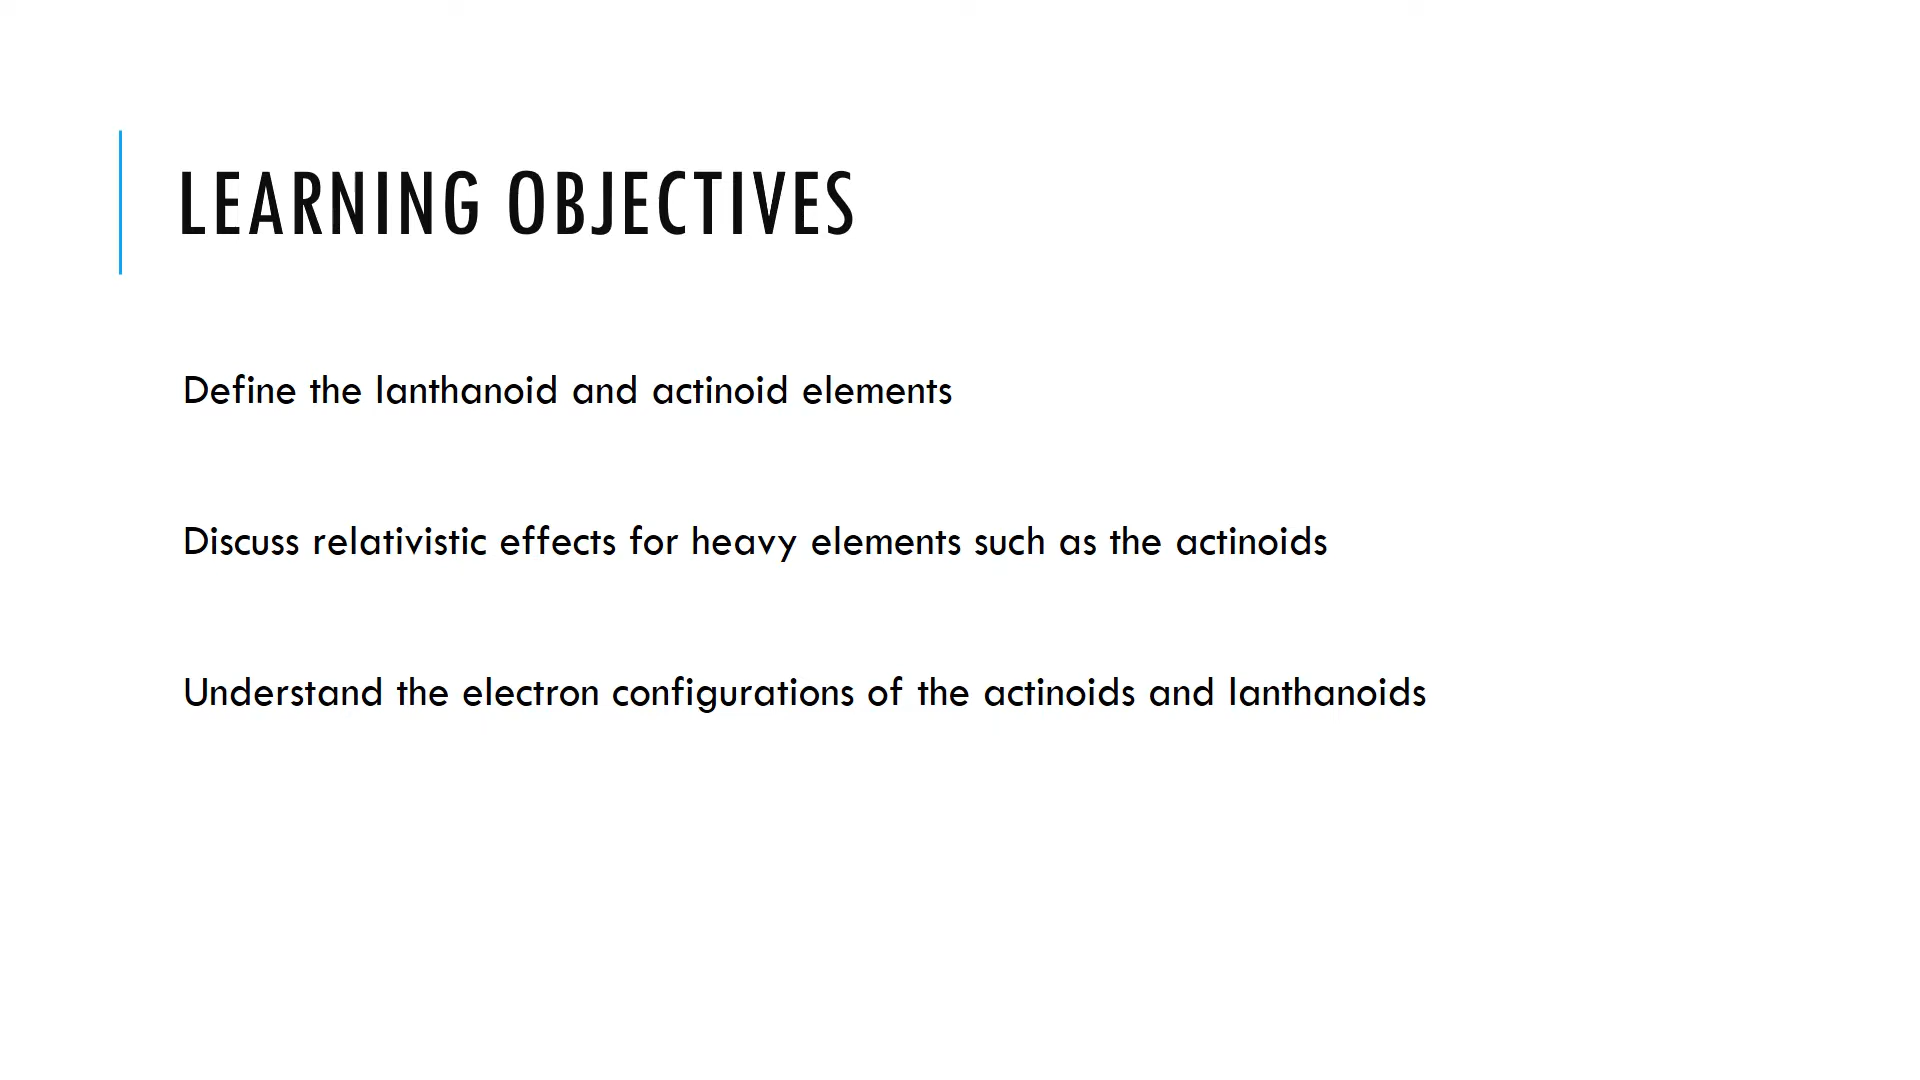 LEARNING OBJECTIVES
Define the lanthanoid and actinoid elements
Discuss relativistic effects for heavy elements such as the actinoids
Understand the electron configurations of the actinoids and lanthanoids